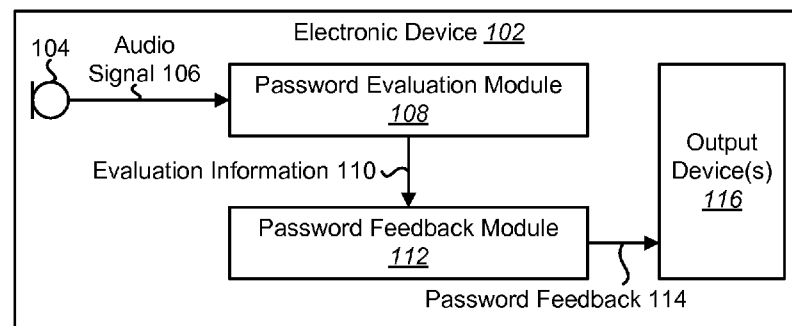 Electronic Device 102
104
Audio
Signal 106
Password Evaluation Module
108
Evaluation Information 110
Password Feedback Module
112
Output
Device(s)
116
Password Feedback 114